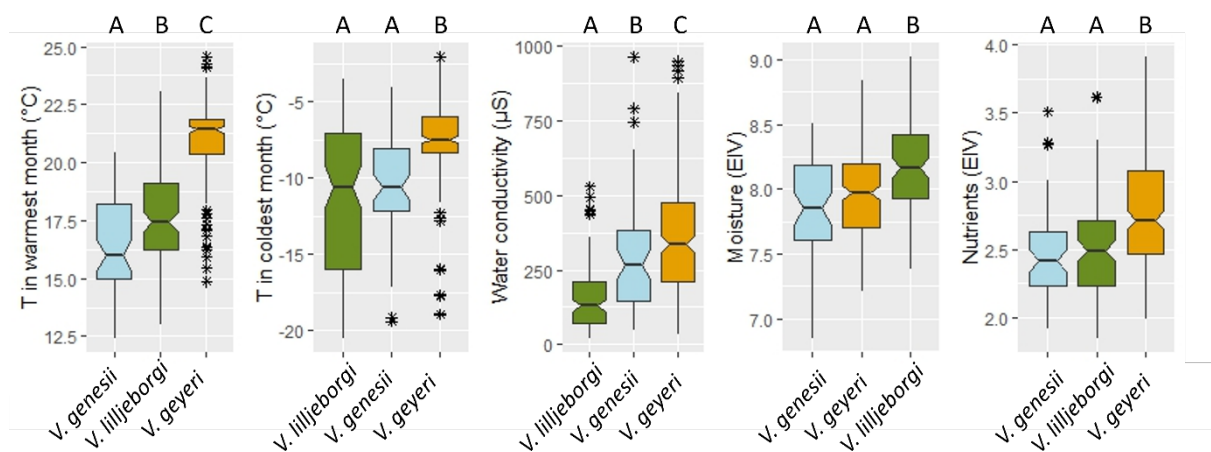 A B C
T in warmest month (°C)
25.0
22.5
20.0
17.5
15.0
12.5
V. genesii
V. lilljeborgi
V. geyeri
A A B
T in coldest month (°C)
-5
-10
-15
-20
V. lilljeborgi
V. genesii
V. geyeri
A B C
Water conductivity (µS)
1000
750
500
250
0
V. lilljeborgi
V. genesii
V. geyeri
A A B
Moisture (EIV)
9.0
8.5
8.0
7.5
7.0
V. genesii
V. geyeri
V. lilljeborgi
A A B
Nutrients (EIV)
4.0
3.5
3.0
2.5
2.0
V. genesii
V. lilljeborgi
V. geyeri